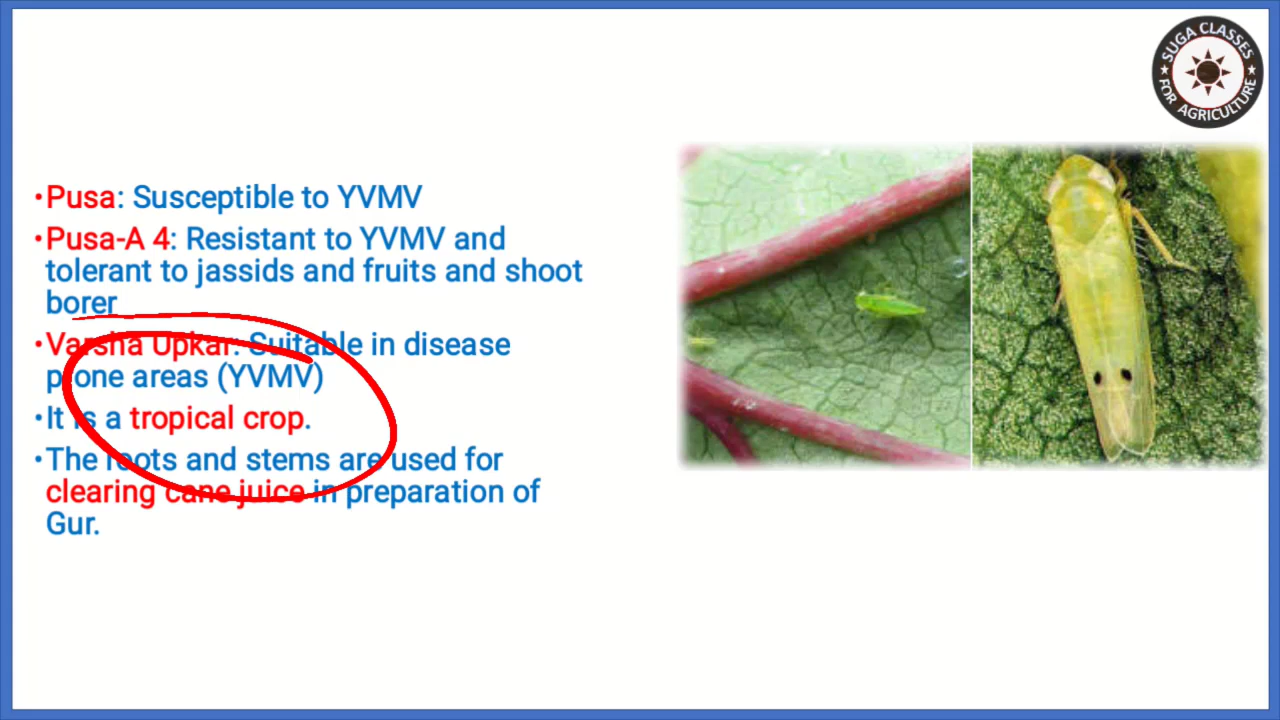 SUGA CLASSES
FOR AGRICULTURE
•Pusa: Susceptible to YVMV
•Pusa-A 4: Resistant to YVMV and
tolerant to jassids and fruits and shoot
borer
•Varsha Upkar: Suitable in disease
prone areas (YVMV)
•It is a tropical crop.
•The roots and stems are used for
clearing cane juice in preparation of
Gur.